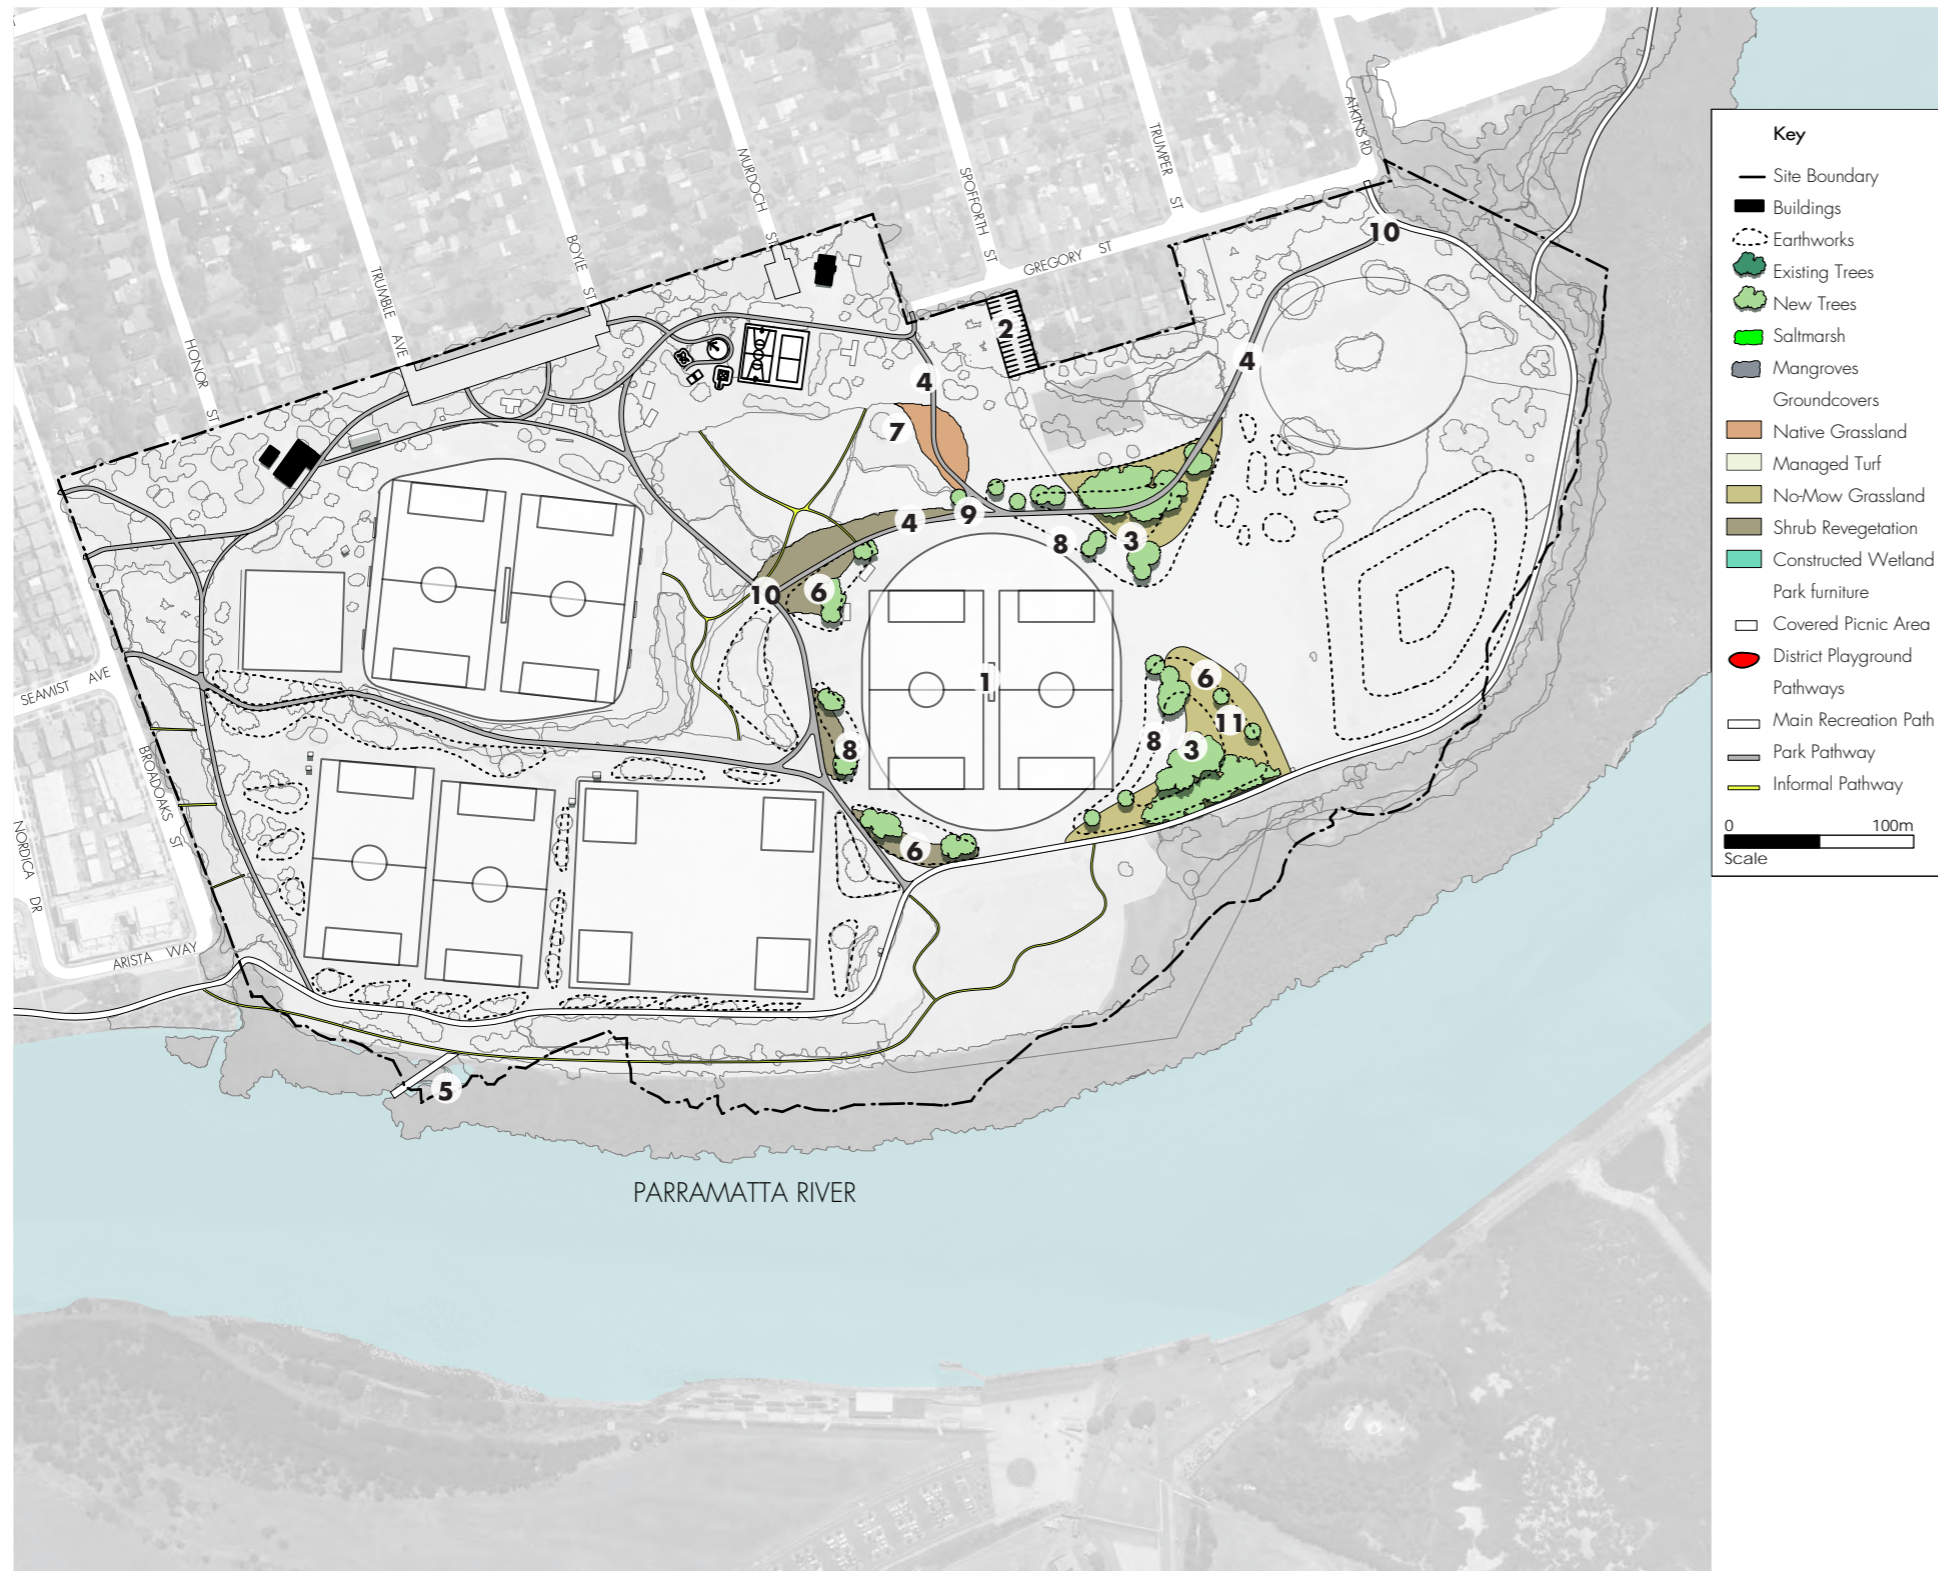 ATKINS RD
TRUMPER ST
SPOFFORTH ST
MURDOCH ST
BOYLE ST
TRUMBLE AVE
HONOR ST
GREGORY ST
10
2
4
4
7
9
4
8
3
10
6
1
6
11
8
3
8
6
5
SEAMIST AVE
BROADOAKS ST
NORDICA DR
ARISTA WAY
PARRAMATTA RIVER
Key
Site Boundary
Buildings
Earthworks
Existing Trees
New Trees
Saltmarsh
Mangroves
Groundcovers
Native Grassland
Managed Turf
No-Mow Grassland
Shrub Revegetation
Constructed Wetland
Park furniture
Covered Picnic Area
District Playground
Pathways
Main Recreation Path
Park Pathway
Informal Pathway
0 100m
Scale